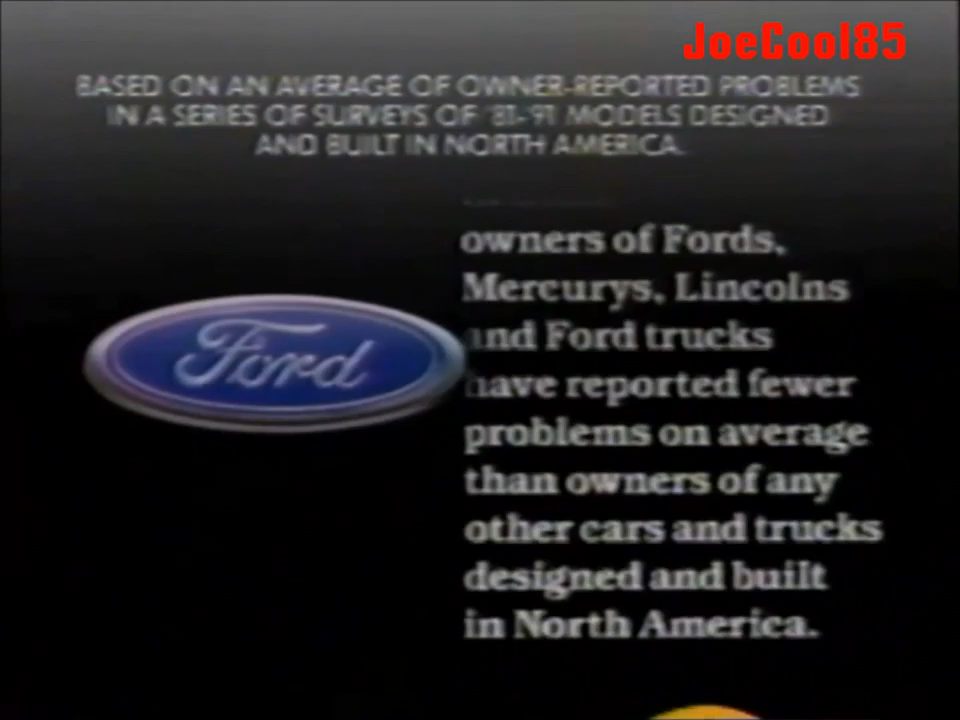 JoeCool85
BASED ON AN AVERAGE OF OWNER-REPORTED PROBLEMS
IN A SERIES OF SURVEYS OF '81-'91 MODELS DESIGNED
AND BUILT IN NORTH AMERICA.
owners of Fords,
Mercurys, Lincolns
and Ford trucks
have reported fewer
problems on average
than owners of any
other cars and trucks
designed and built
in North America.
Ford